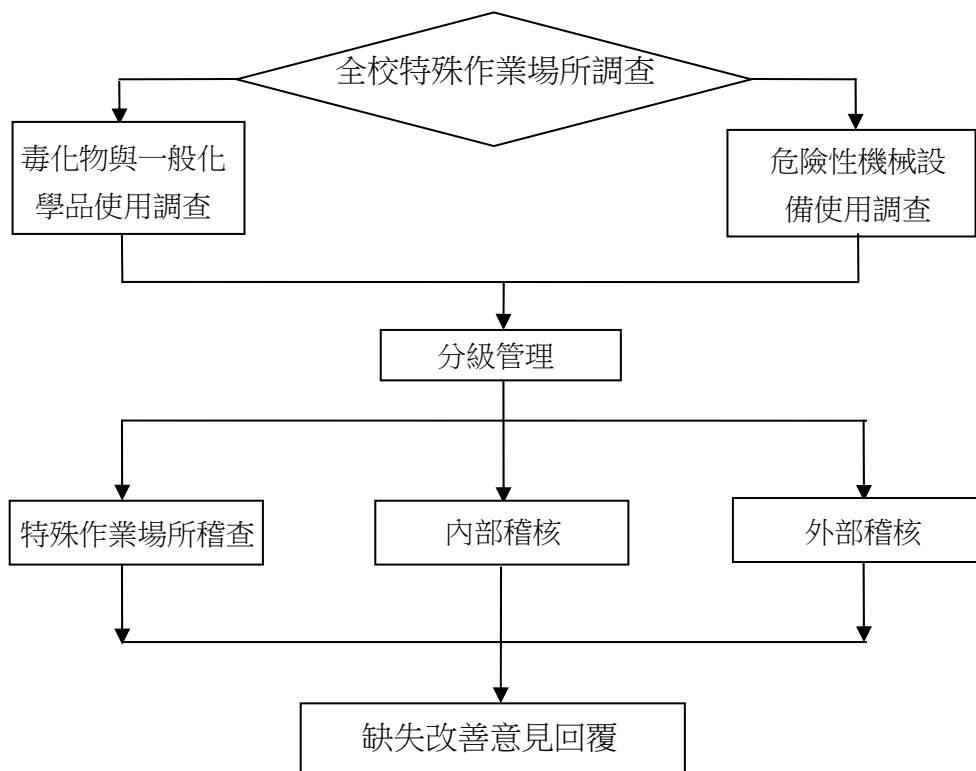 全校特殊作業場所調查
毒化物與一般化
學品使用調查
危險性機械設
備使用調查
分級管理
特殊作業場所稽查
內部稽核
外部稽核
缺失改善意見回覆